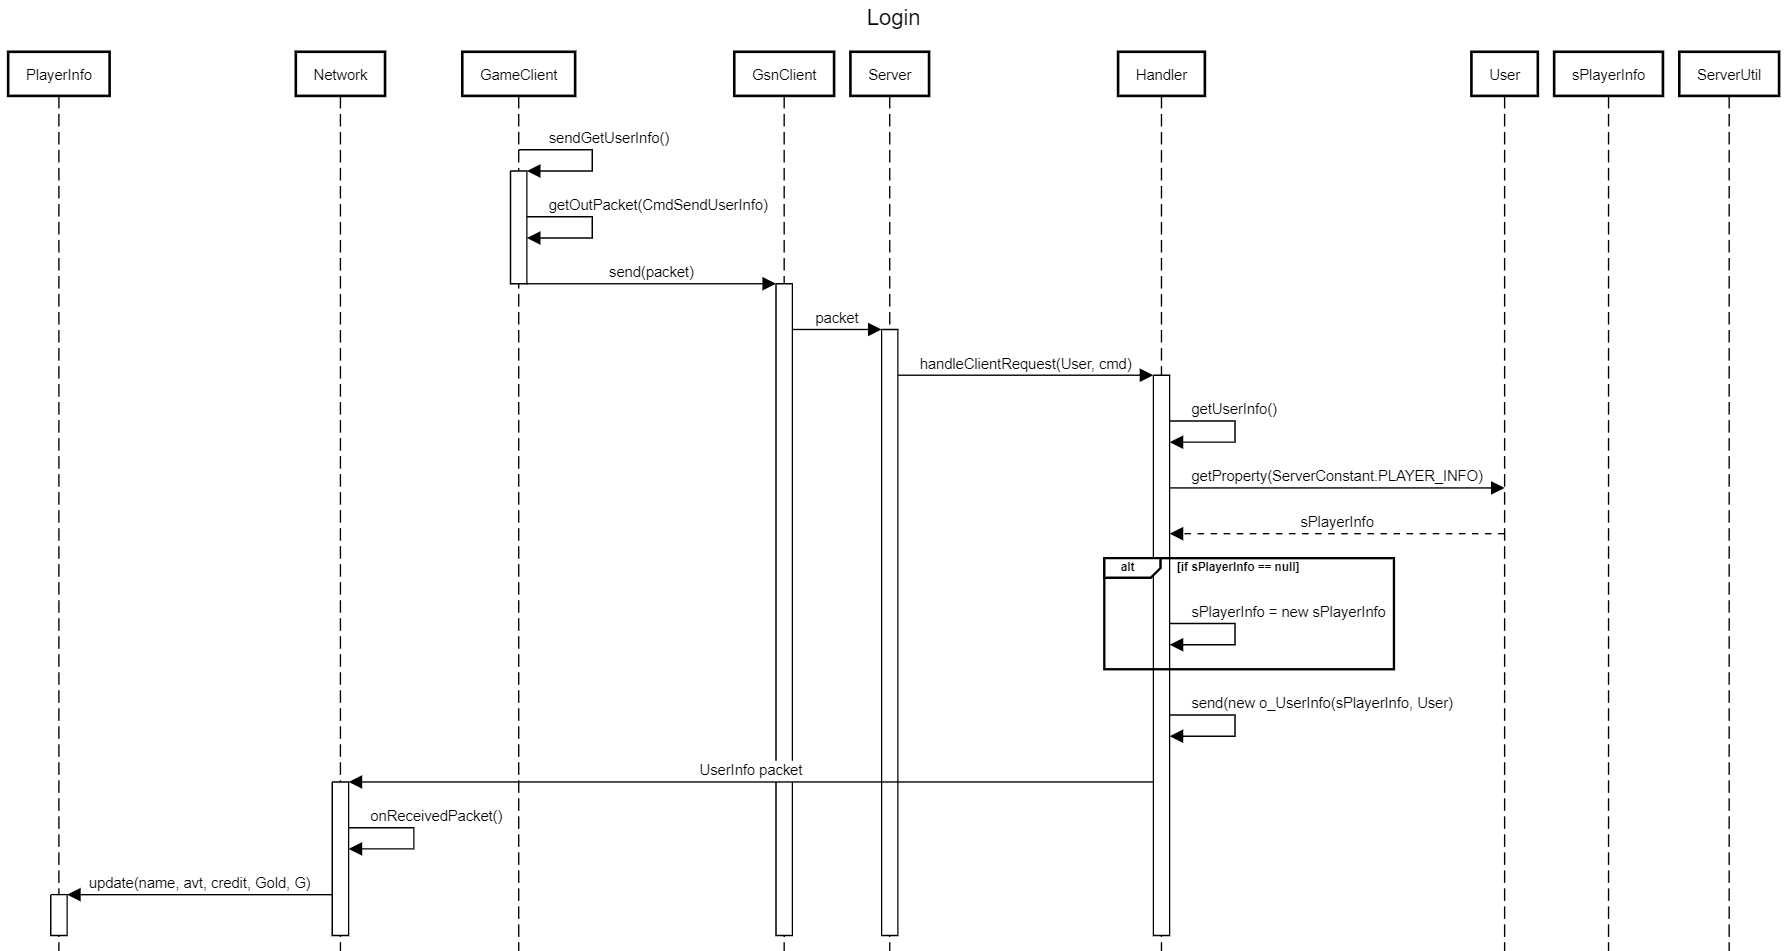 Login
PlayerInfo
Network
GameClient
GsnClient
Server
Handler
User
sPlayerInfo
ServerUtil
sendGetUserInfo()
getOutPacket(CmdSendUserInfo)
send(packet)
packet
handleClientRequest(User, cmd)
getUserInfo()
getProperty(ServerConstant.PLAYER_INFO)
sPlayerInfo
alt
[if sPlayerInfo == null]
sPlayerInfo = new sPlayerInfo
send(new o_UserInfo(sPlayerInfo, User)
UserInfo packet
onReceivedPacket()
update(name, avt, credit, Gold, G)